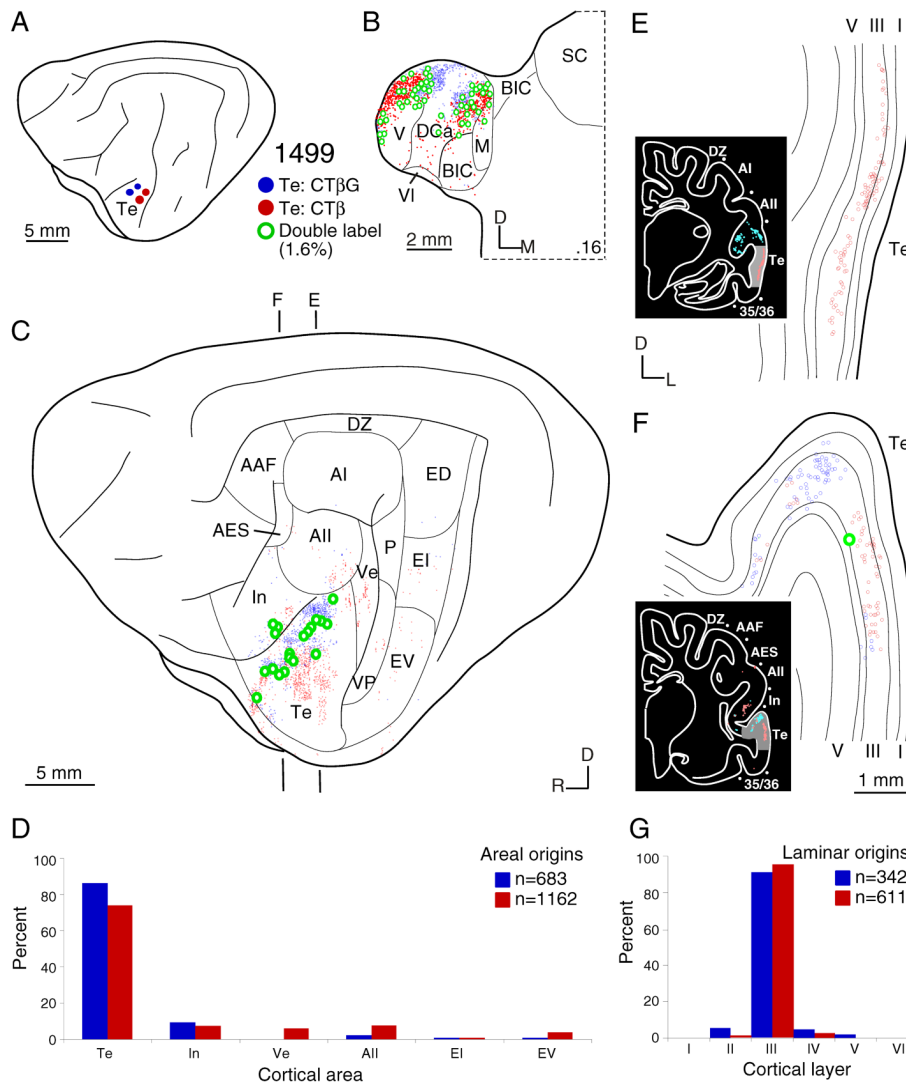 A
Te
5 mm
1499
Te: CTβG
Te: CTβ
Double label
(1.6%)
B
SC
BIC
V
DCa
M
BIC
VI
2 mm
D
M
.16
E
V III I
DZ
AI
AII
Te
35/36
Te
D
L
C
F E
DZ
AAF
AI
ED
AES
AII
P
EI
Ve
In
EV
VP
Te
5 mm
D
R
F
Te
DZ
AAF
AES
AII
In
Te
35/36
V III I
1 mm
D
Areal origins
n=683
n=1162
Percent
100
80
60
40
20
0
Te In Ve AII EI EV
Cortical area
G
Laminar origins
n=342
n=611
Percent
100
80
60
40
20
0
I II III IV V VI
Cortical layer